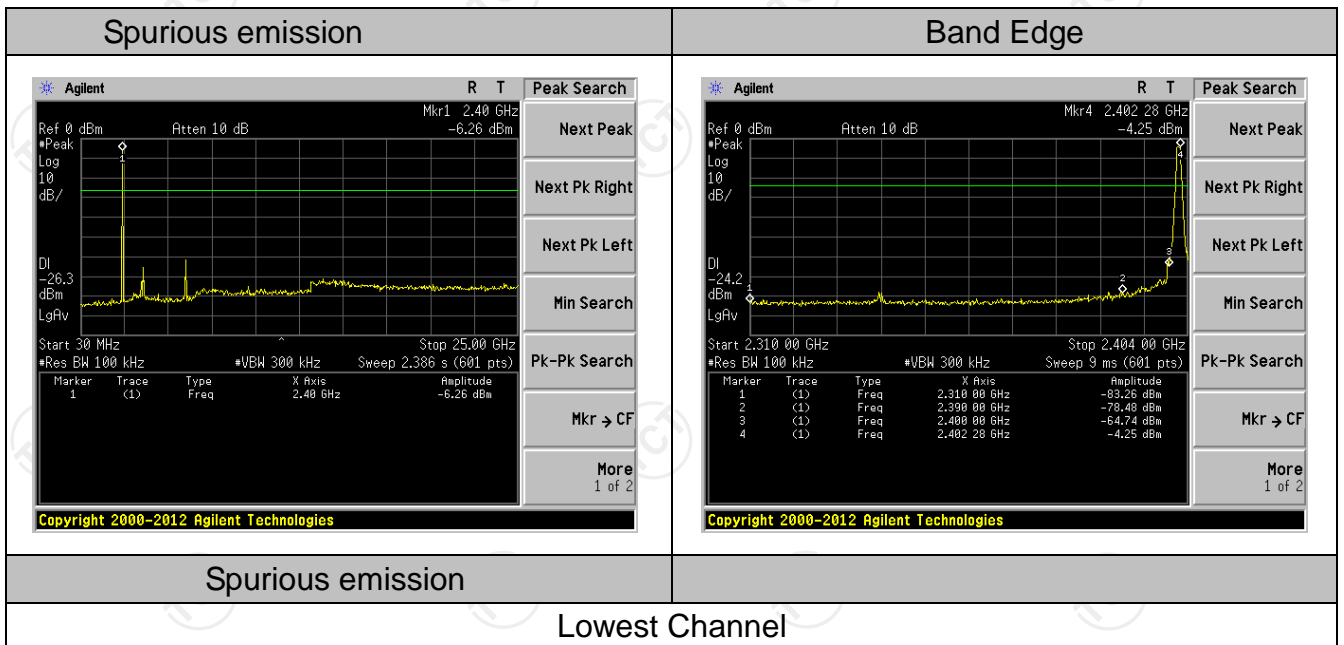 Spurious emission
Band Edge
Agilent R T
Peak Search
Mkr1 2.40 GHz
Ref 0 dBm Atten 10 dB -6.26 dBm
#Peak
Log
10
dB/
1
DI
-26.3
dBm
LgAv
Start 30 MHz ^ Stop 25.00 GHz
#Res BW 100 kHz #VBW 300 kHz Sweep 2.386 s (601 pts)
Marker Trace Type X Axis Amplitude
1 (1) Freq 2.40 GHz -6.26 dBm
Next Peak
Next Pk Right
Next Pk Left
Min Search
Pk-Pk Search
Mkr → CF
More
1 of 2
Copyright 2000-2012 Agilent Technologies
Agilent R T
Peak Search
Mkr4 2.402 28 GHz
Ref 0 dBm Atten 10 dB -4.25 dBm
#Peak
Log
10
dB/
4
3
2
1
DI
-24.2
dBm
LgAv
Start 2.310 00 GHz Stop 2.404 00 GHz
#Res BW 100 kHz #VBW 300 kHz Sweep 9 ms (601 pts)
Marker Trace Type X Axis Amplitude
1 (1) Freq 2.310 00 GHz -83.26 dBm
2 (1) Freq 2.390 00 GHz -78.48 dBm
3 (1) Freq 2.400 00 GHz -64.74 dBm
4 (1) Freq 2.402 28 GHz -4.25 dBm
Next Peak
Next Pk Right
Next Pk Left
Min Search
Pk-Pk Search
Mkr → CF
More
1 of 2
Copyright 2000-2012 Agilent Technologies
Spurious emission
Lowest Channel